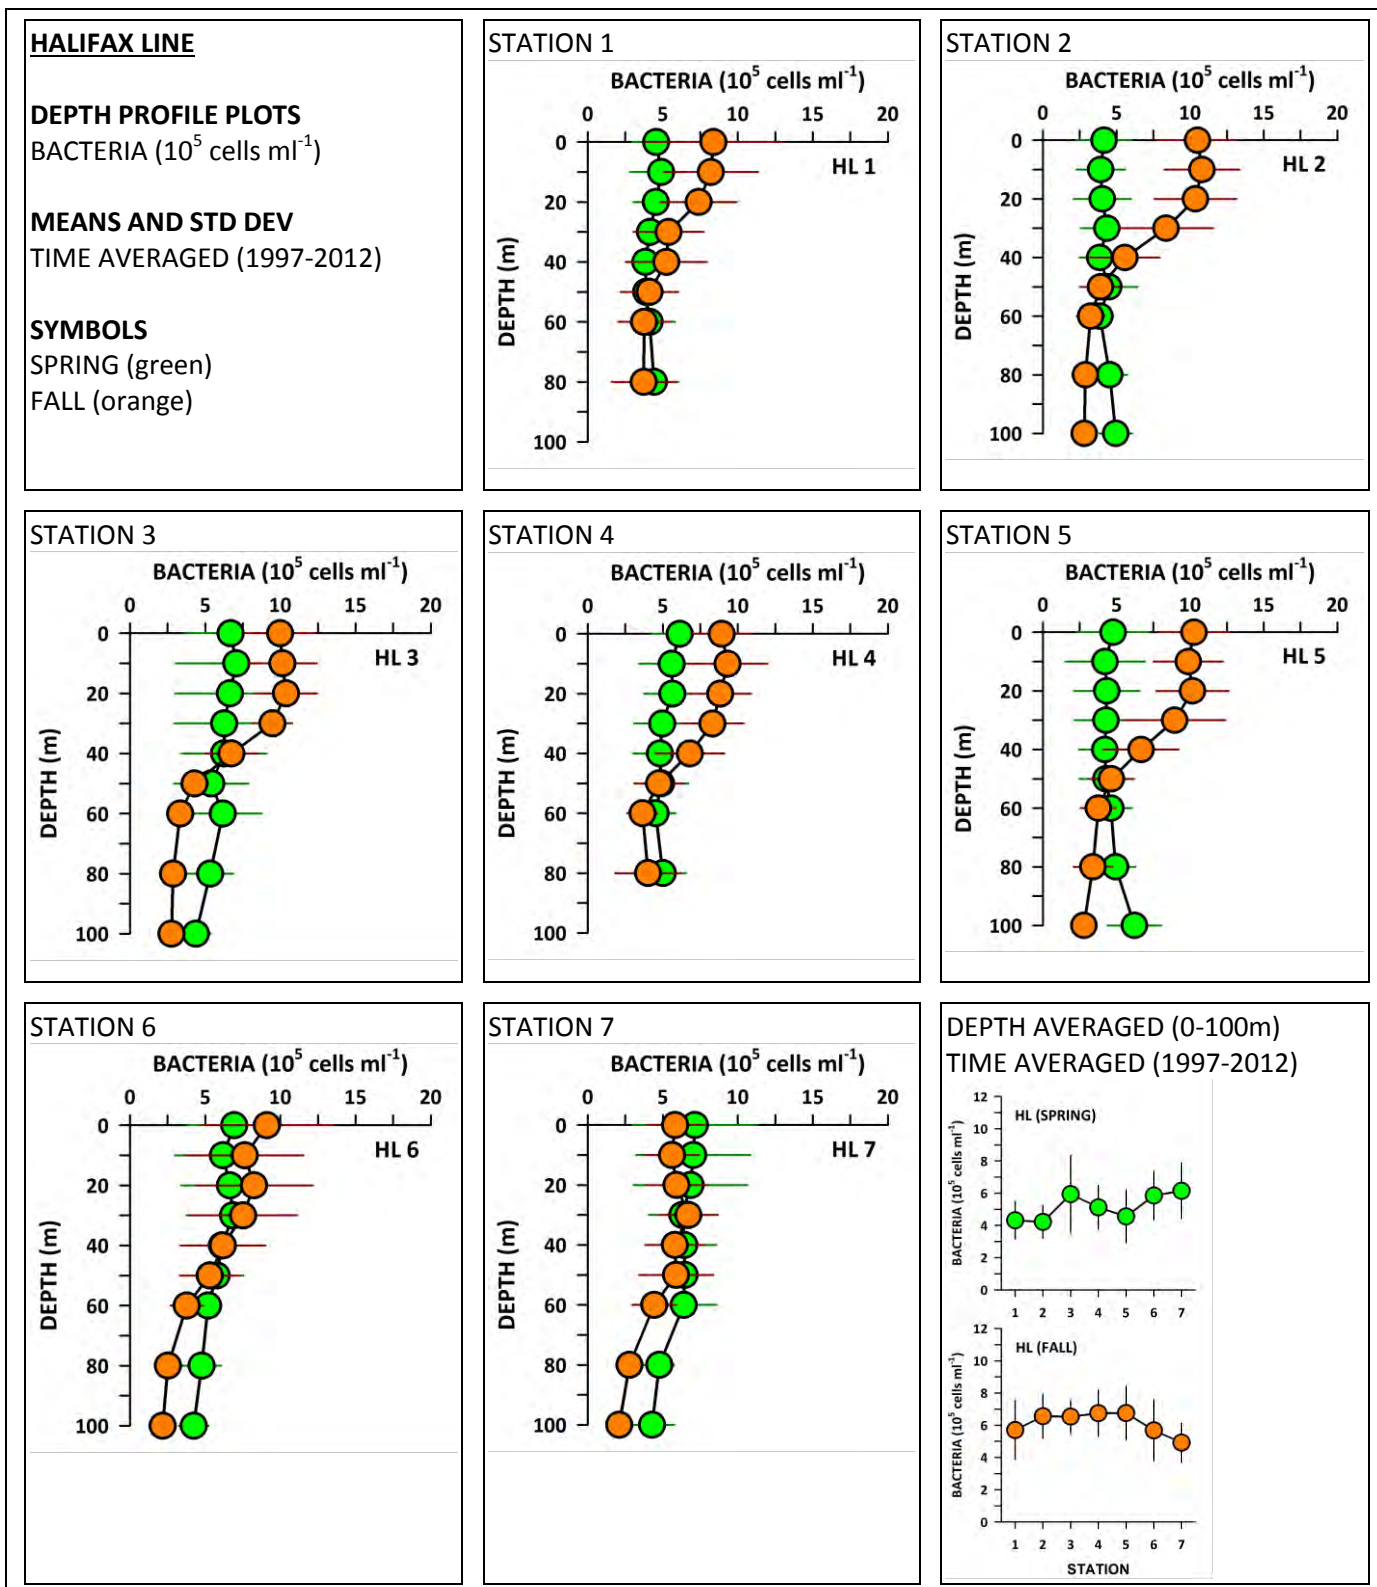 HALIFAX LINE
DEPTH PROFILE PLOTS
BACTERIA (10⁵ cells ml⁻¹)
MEANS AND STD DEV
TIME AVERAGED (1997-2012)
SYMBOLS
SPRING (green)
FALL (orange)
STATION 1
BACTERIA (10⁵ cells ml⁻¹)
0 5 10 15 20
0
HL 1
20
40
60
80
100
DEPTH (m)
STATION 2
BACTERIA (10⁵ cells ml⁻¹)
0 5 10 15 20
0
HL 2
20
40
60
80
100
DEPTH (m)
STATION 3
BACTERIA (10⁵ cells ml⁻¹)
0 5 10 15 20
0
HL 3
20
40
60
80
100
DEPTH (m)
STATION 4
BACTERIA (10⁵ cells ml⁻¹)
0 5 10 15 20
0
HL 4
20
40
60
80
100
DEPTH (m)
STATION 5
BACTERIA (10⁵ cells ml⁻¹)
0 5 10 15 20
0
HL 5
20
40
60
80
100
DEPTH (m)
STATION 6
BACTERIA (10⁵ cells ml⁻¹)
0 5 10 15 20
0
HL 6
20
40
60
80
100
DEPTH (m)
STATION 7
BACTERIA (10⁵ cells ml⁻¹)
0 5 10 15 20
0
HL 7
20
40
60
80
100
DEPTH (m)
DEPTH AVERAGED (0-100m)
TIME AVERAGED (1997-2012)
12
HL (SPRING)
10
8
6
4
2
0
BACTERIA (10⁵ cells ml⁻¹)
1 2 3 4 5 6 7
12
HL (FALL)
10
8
6
4
2
0
BACTERIA (10⁵ cells ml⁻¹)
1 2 3 4 5 6 7
STATION